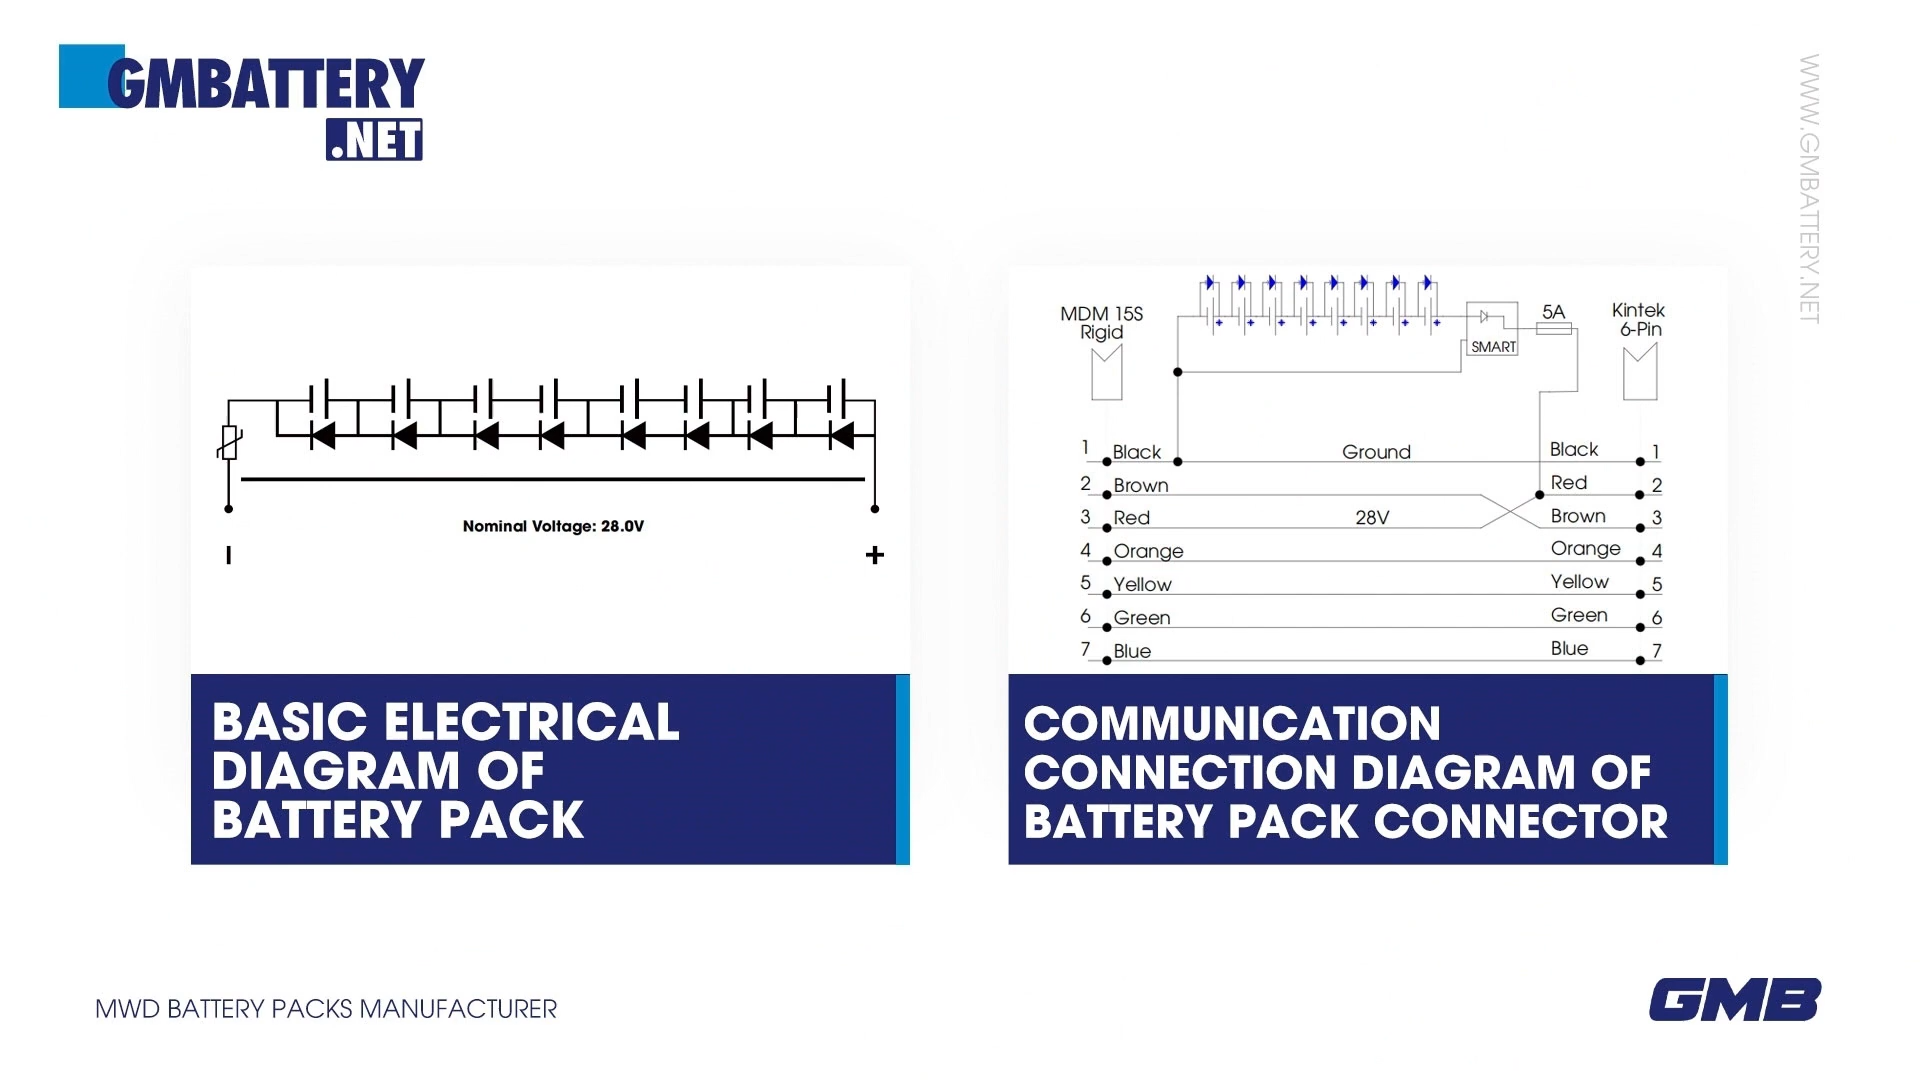 GMBATTERY
.NET
WWW.GMBATTERY.NET
Nominal Voltage: 28.0V
–
+
BASIC ELECTRICAL
DIAGRAM OF
BATTERY PACK
MDM 15S
Rigid
SMART
5A
Kintek
6-Pin
1 Black Ground Black 1
2 Brown Red 2
3 Red 28V Brown 3
4 Orange Orange 4
5 Yellow Yellow 5
6 Green Green 6
7 Blue Blue 7
COMMUNICATION
CONNECTION DIAGRAM OF
BATTERY PACK CONNECTOR
MWD BATTERY PACKS MANUFACTURER
GMB